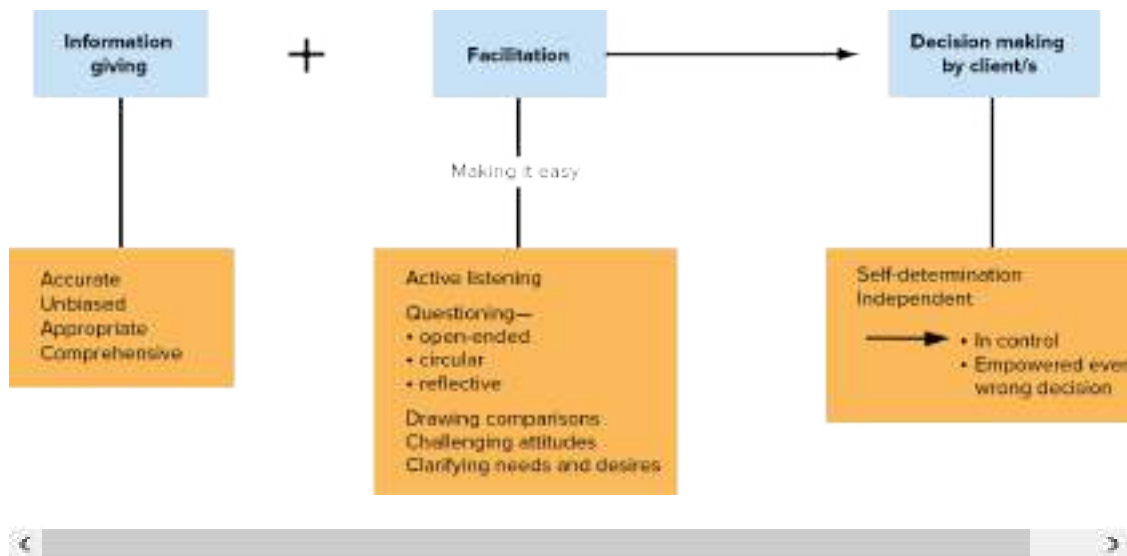 Information
giving
+
Facilitation
Decision making
by client/s
Making it easy
Accurate
Unbiased
Appropriate
Comprehensive
Active listening
Questioning—
• open-ended
• circular
• reflective
Drawing comparisons
Challenging attitudes
Clarifying needs and desires
Self-determination
Independent
• In control
• Empowered even
wrong decision